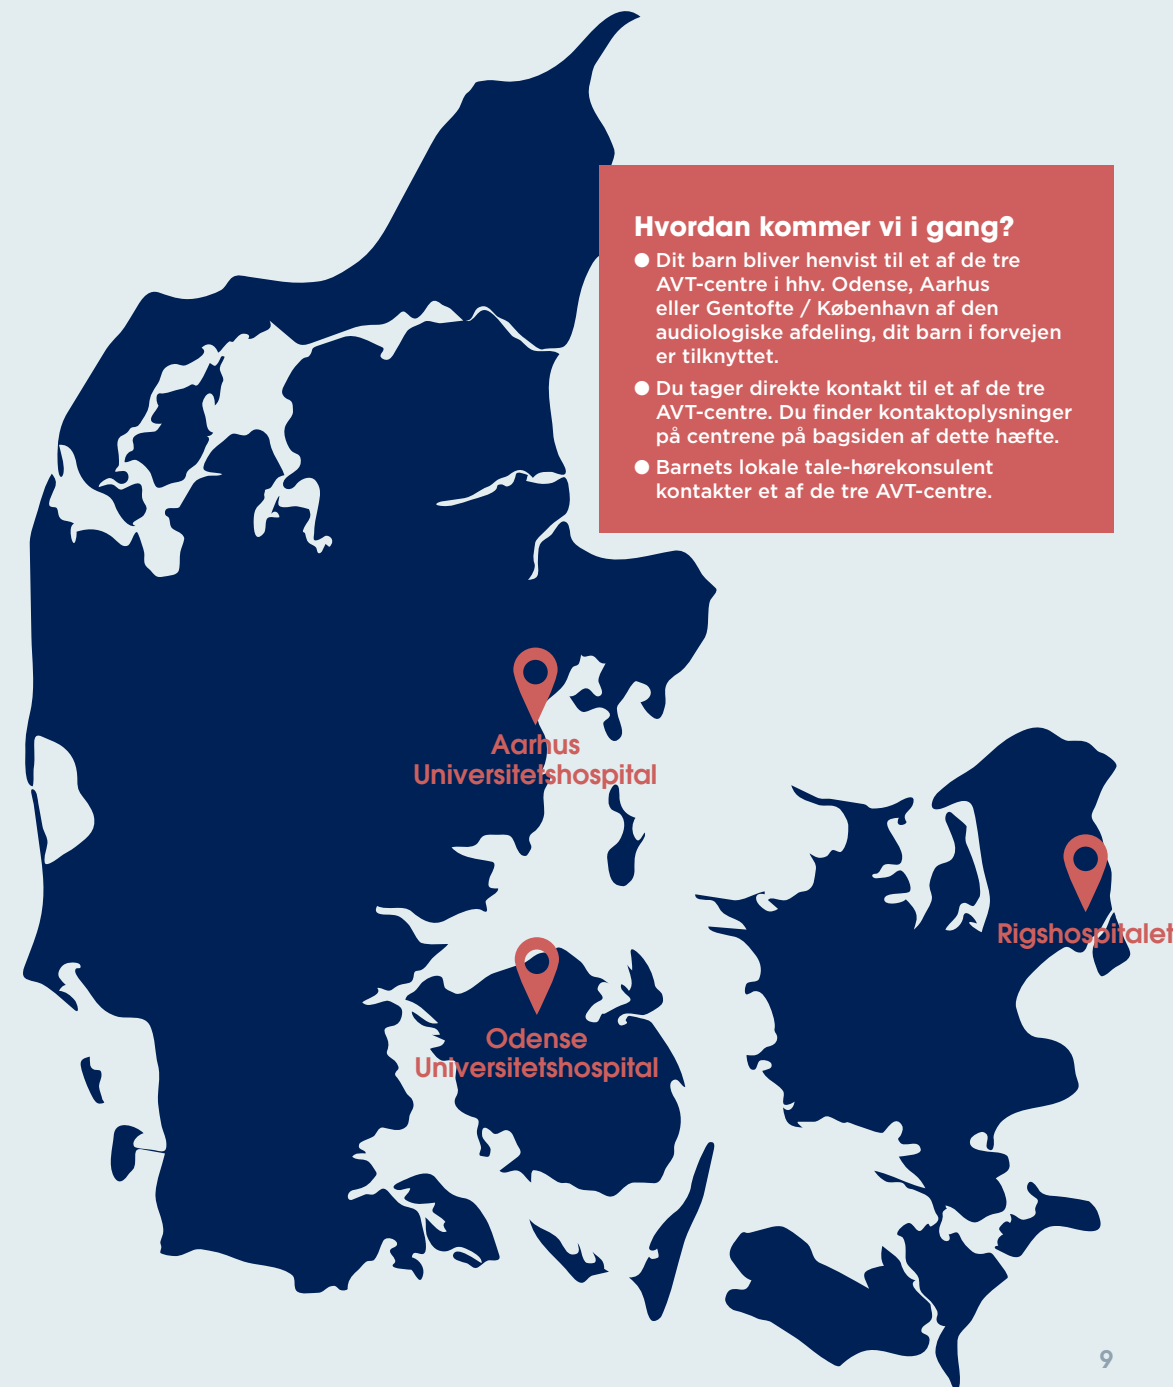 Hvordan kommer vi i gang?
● Dit barn bliver henvist til et af de tre
AVT-centre i hhv. Odense, Aarhus
eller Gentofte / København af den
audiologiske afdeling, dit barn i forvejen
er tilknyttet.
● Du tager direkte kontakt til et af de tre
AVT-centre. Du finder kontaktoplysninger
på centrene på bagsiden af dette hæfte.
● Barnets lokale tale-hørekonsulent
kontakter et af de tre AVT-centre.
Aarhus
Universitetshospital
Rigshospitalet
Odense
Universitetshospital
9